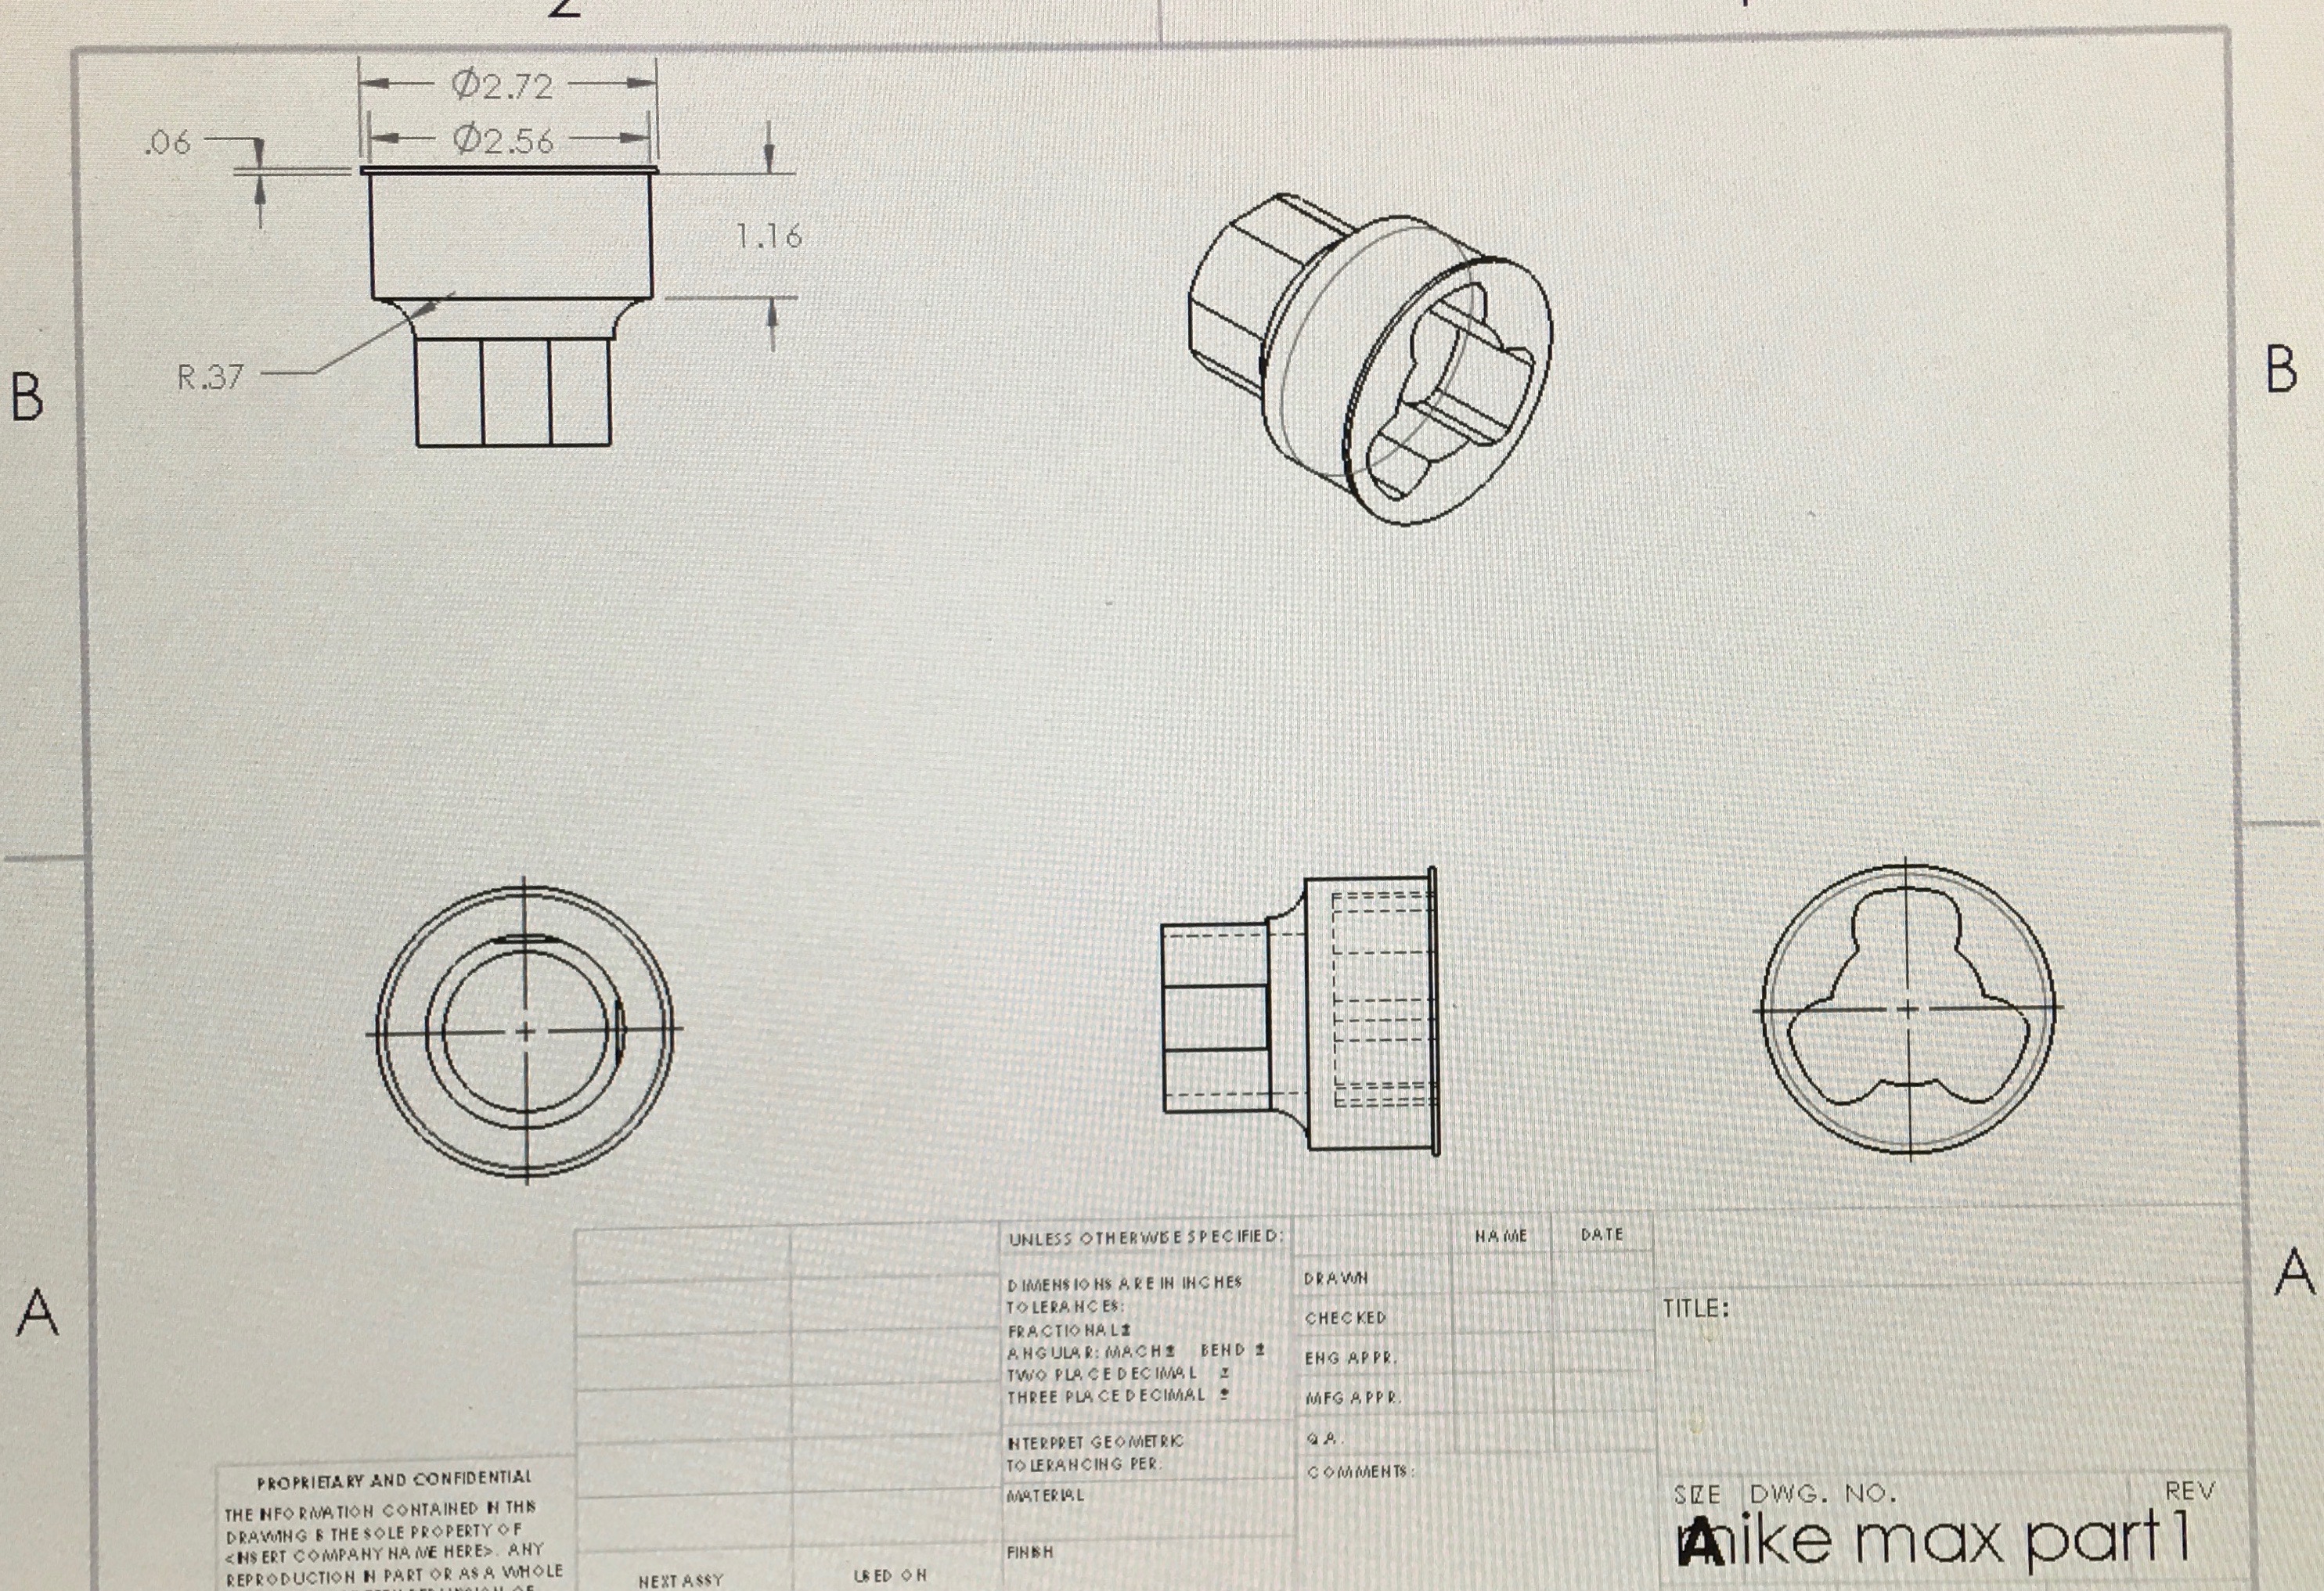 2
Ø2.72
.06
Ø2.56
1.16
R.37
B
B
A
A
UNLESS OTHERWISE SPECIFIED:
DIMENSIONS ARE IN INCHES
TOLERANCES:
FRACTIONAL±
ANGULAR: MACH± BEND ±
TWO PLACE DECIMAL ±
THREE PLACE DECIMAL ±
INTERPRET GEOMETRIC
TOLERANCING PER:
MATERIAL
FINISH
NEXT ASSY
USED ON
NAME
DATE
DRAWN
CHECKED
ENG APPR.
MFG APPR.
Q.A.
COMMENTS:
TITLE:
SIZE
DWG. NO.
REV
A
mike max part1
PROPRIETARY AND CONFIDENTIAL
THE INFORMATION CONTAINED IN THIS
DRAWING IS THE SOLE PROPERTY OF
<INSERT COMPANY NAME HERE>. ANY
REPRODUCTION IN PART OR AS A WHOLE